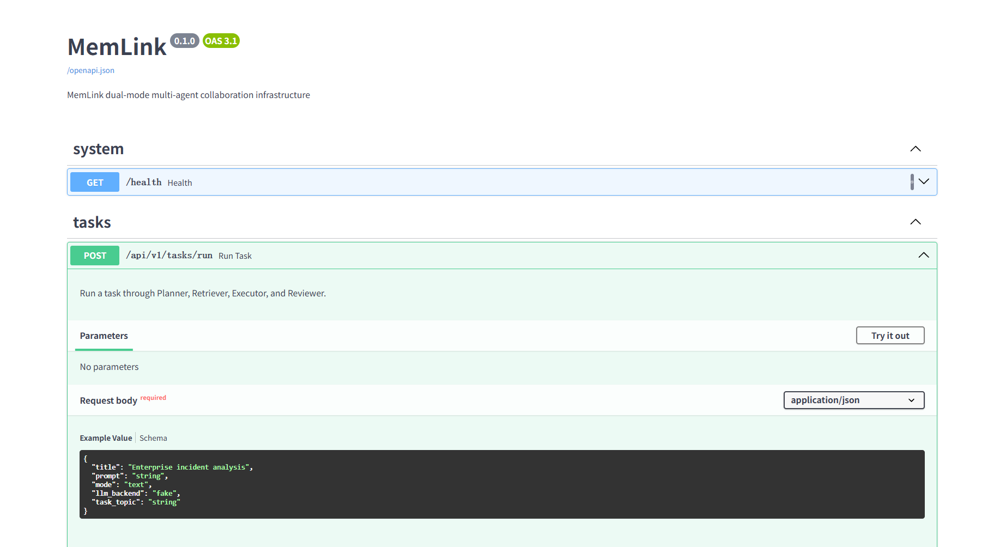 MemLink 0.1.0 OAS 3.1
/openapi.json
MemLink dual-mode multi-agent collaboration infrastructure
system
GET /health Health
tasks
POST /api/v1/tasks/run Run Task
Run a task through Planner, Retriever, Executor, and Reviewer.
Parameters Try it out
No parameters
Request body required application/json
Example Value Schema
{
  "title": "Enterprise incident analysis",
  "prompt": "string",
  "mode": "text",
  "llm_backend": "fake",
  "task_topic": "string"
}